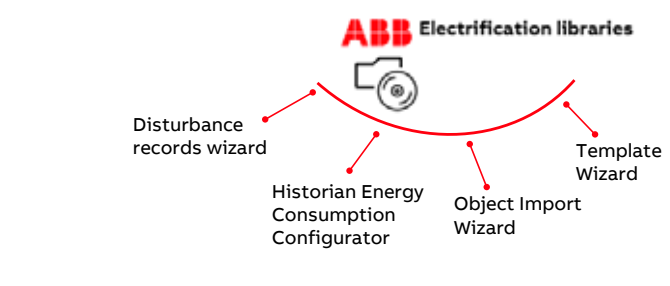 ABB Electrification libraries
Disturbance
records wizard
Historian Energy
Consumption
Configurator
Object Import
Wizard
Template
Wizard